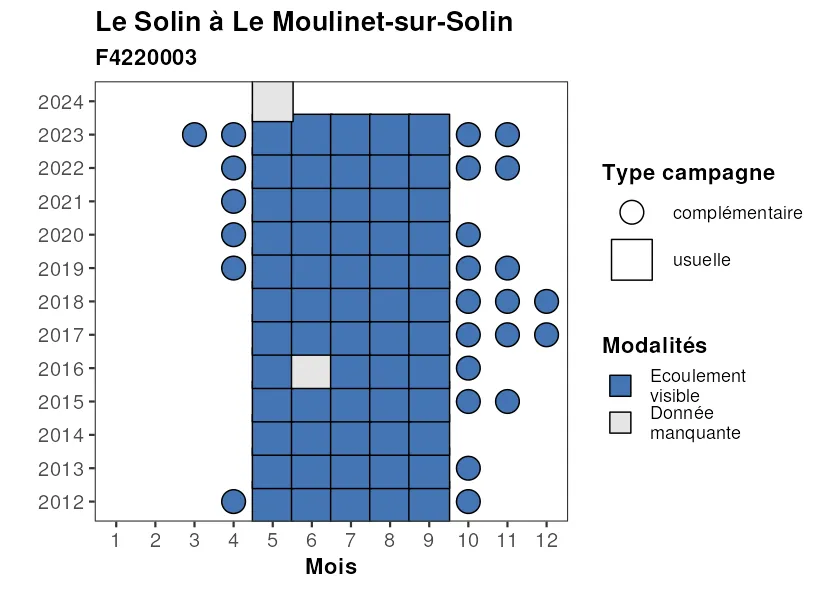 Le Solin à Le Moulinet-sur-Solin
F4220003
2024
2023
2022
2021
2020
2019
2018
2017
2016
2015
2014
2013
2012
1 2 3 4 5 6 7 8 9 10 11 12
Mois
Type campagne
complémentaire
usuelle
Modalités
Ecoulement
visible
Donnée
manquante